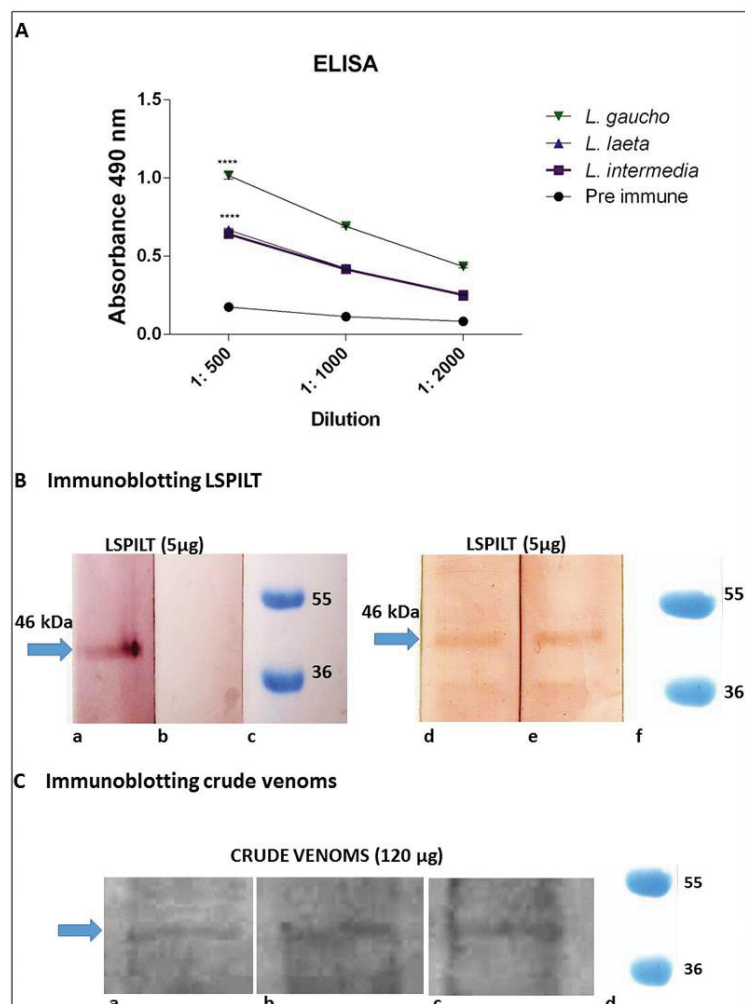 A
ELISA
Absorbance 490 nm
1.5
1.0
0.5
0.0
****
****
1: 500
1: 1000
1: 2000
Dilution
L. gaucho
L. laeta
L. intermedia
Pre immune
B Immunoblotting LSPILT
LSPILT (5µg)
46 kDa
55
36
a b c
LSPILT (5µg)
46 kDa
55
36
d e f
C Immunoblotting crude venoms
CRUDE VENOMS (120 µg)
55
36
a b c d